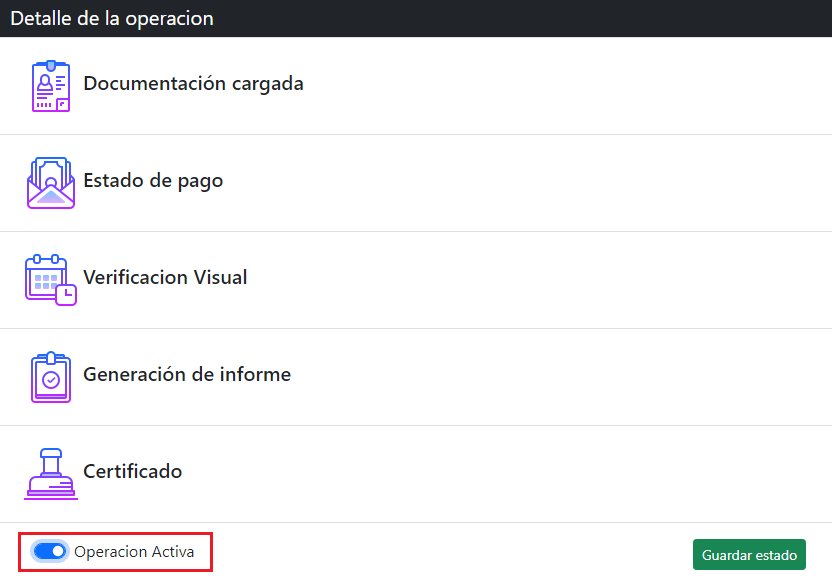 Detalle de la operacion
Documentación cargada
Estado de pago
Verificacion Visual
Generación de informe
Certificado
Operacion Activa
Guardar estado